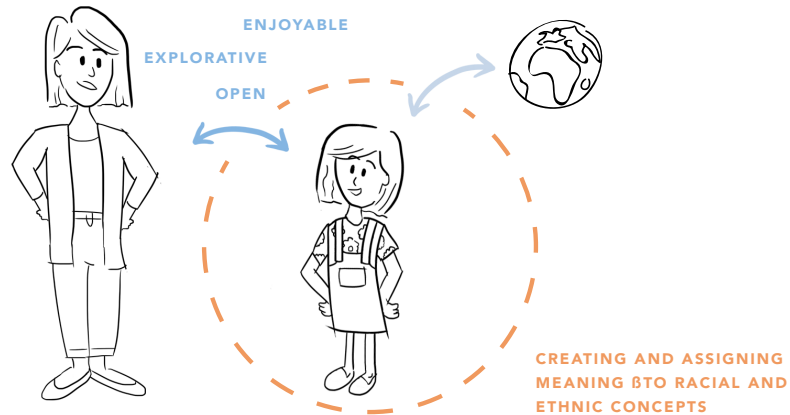 ENJOYABLE
EXPLORATIVE
OPEN
CREATING AND ASSIGNING
MEANING ßTO RACIAL AND
ETHNIC CONCEPTS